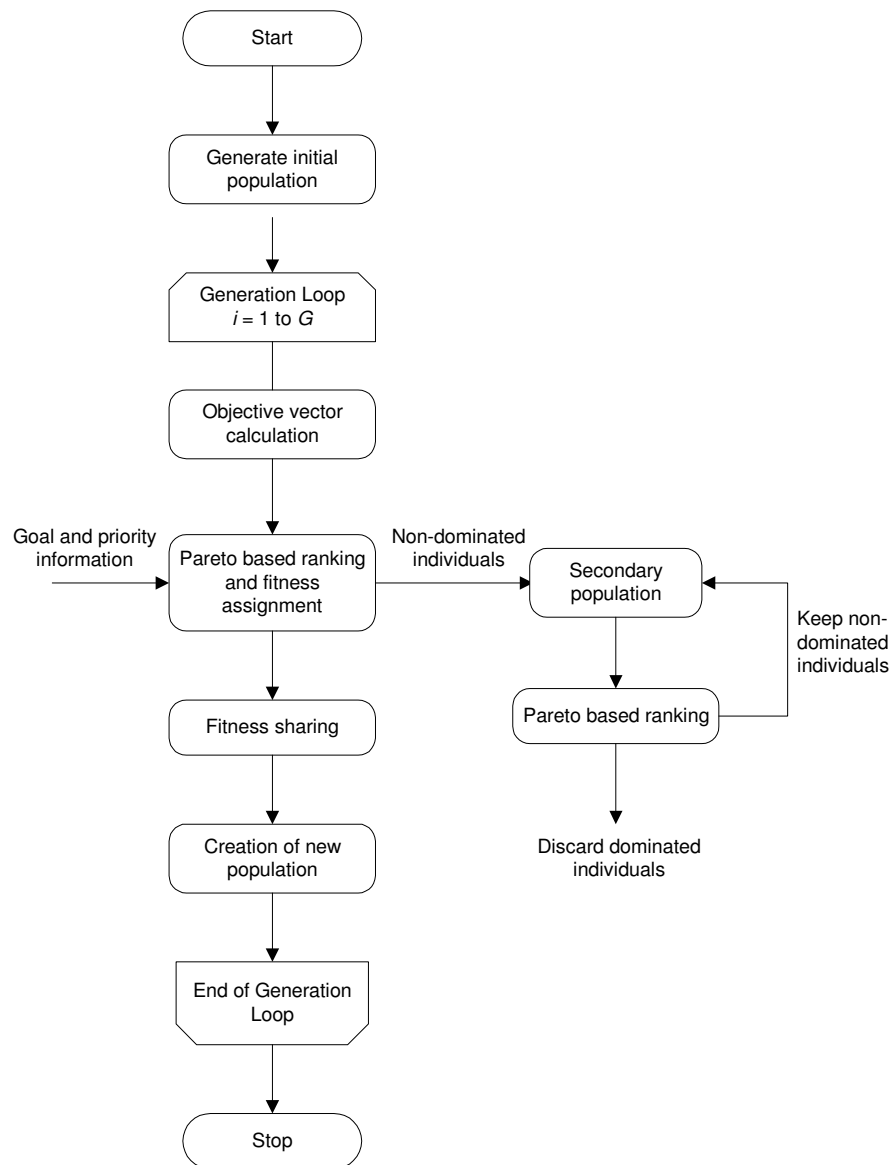 Start
Generate initial
population
Generation Loop
i = 1 to G
Objective vector
calculation
Goal and priority
information
Pareto based ranking
and fitness
assignment
Non-dominated
individuals
Secondary
population
Keep non-
dominated
individuals
Pareto based ranking
Discard dominated
individuals
Fitness sharing
Creation of new
population
End of Generation
Loop
Stop